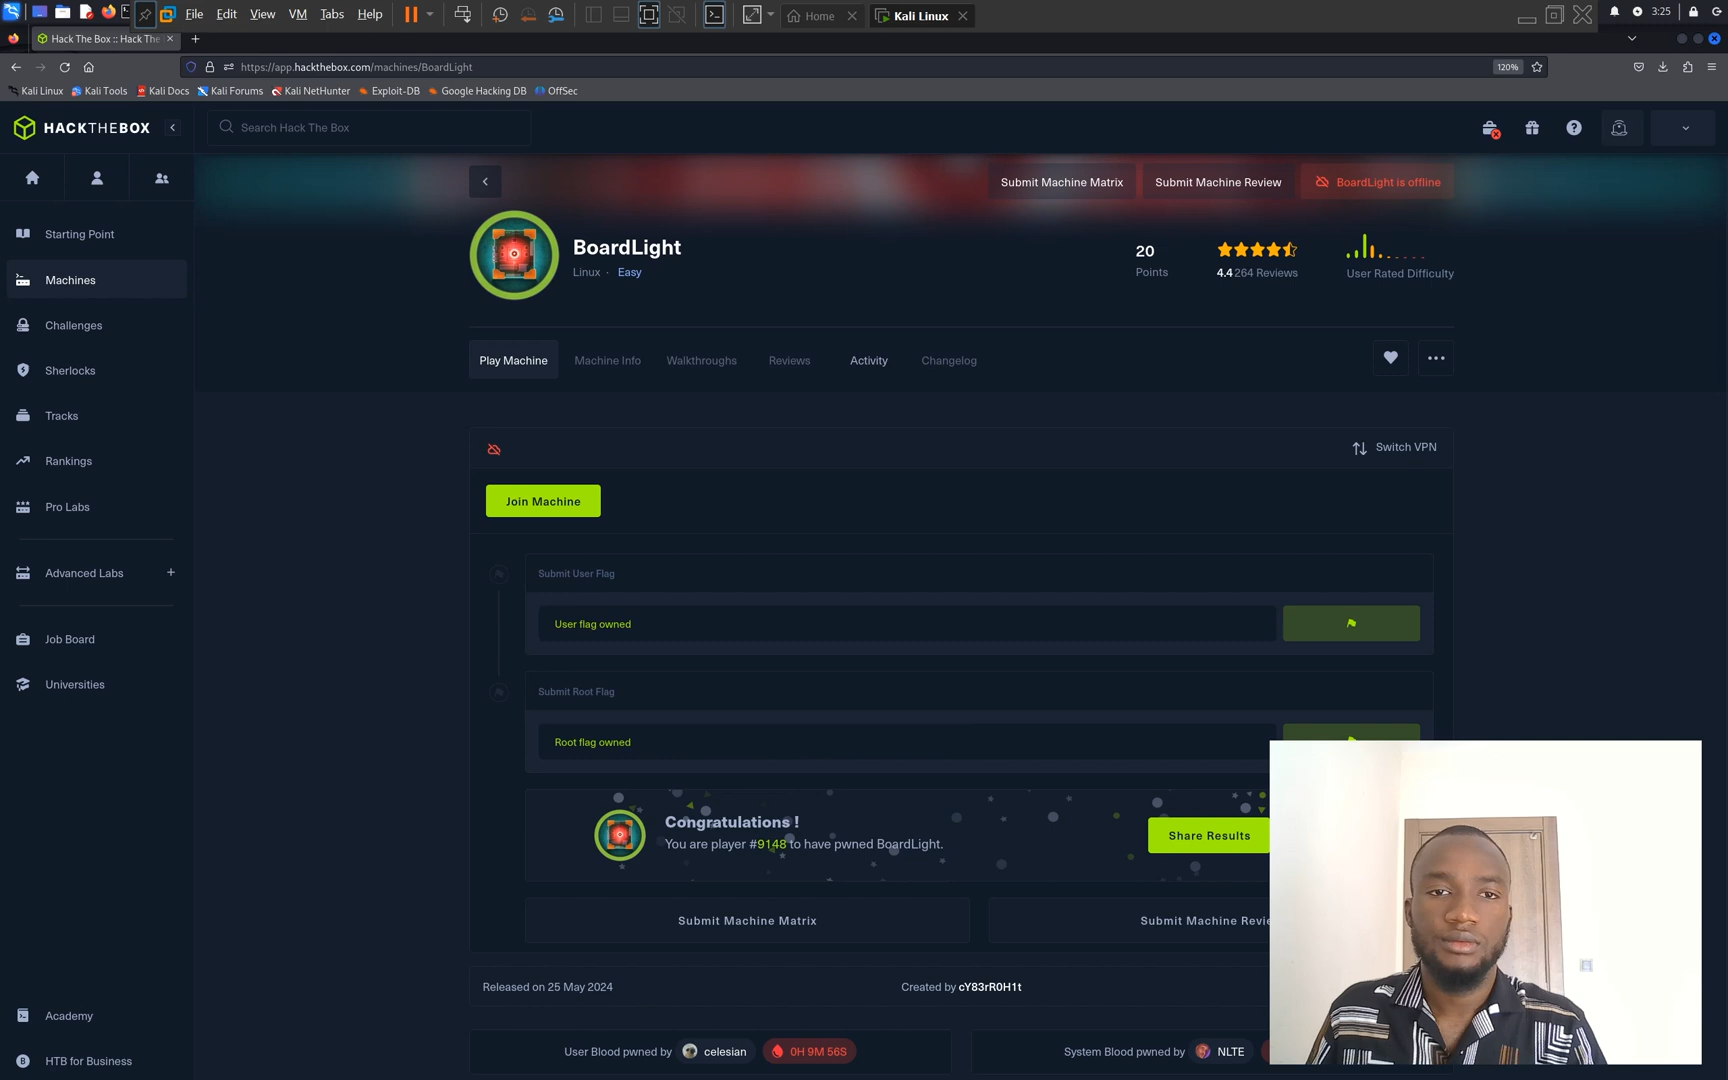 File Edit View VM Tabs Help
Home
Kali Linux
3:25
Hack The Box :: Hack The
https://app.hackthebox.com/machines/BoardLight
120%
Kali Linux
Kali Tools
Kali Docs
Kali Forums
Kali NetHunter
Exploit-DB
Google Hacking DB
OffSec
HACKTHEBOX
Search Hack The Box
Starting Point
Machines
Challenges
Sherlocks
Tracks
Rankings
Pro Labs
Advanced Labs +
Job Board
Universities
Academy
HTB for Business
Submit Machine Matrix
Submit Machine Review
BoardLight is offline
BoardLight
Linux · Easy
20
Points
4.4 264 Reviews
User Rated Difficulty
Play Machine
Machine Info
Walkthroughs
Reviews
Activity
Changelog
Switch VPN
Join Machine
Submit User Flag
User flag owned
Submit Root Flag
Root flag owned
Congratulations !
You are player #9148 to have pwned BoardLight.
Share Results
Submit Machine Matrix
Submit Machine Revie
Released on 25 May 2024
Created by cY83rR0H1t
User Blood pwned by celesian 0H 9M 56S
System Blood pwned by NLTE